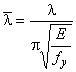 λ̅ = λ / (π√(E / f_y))